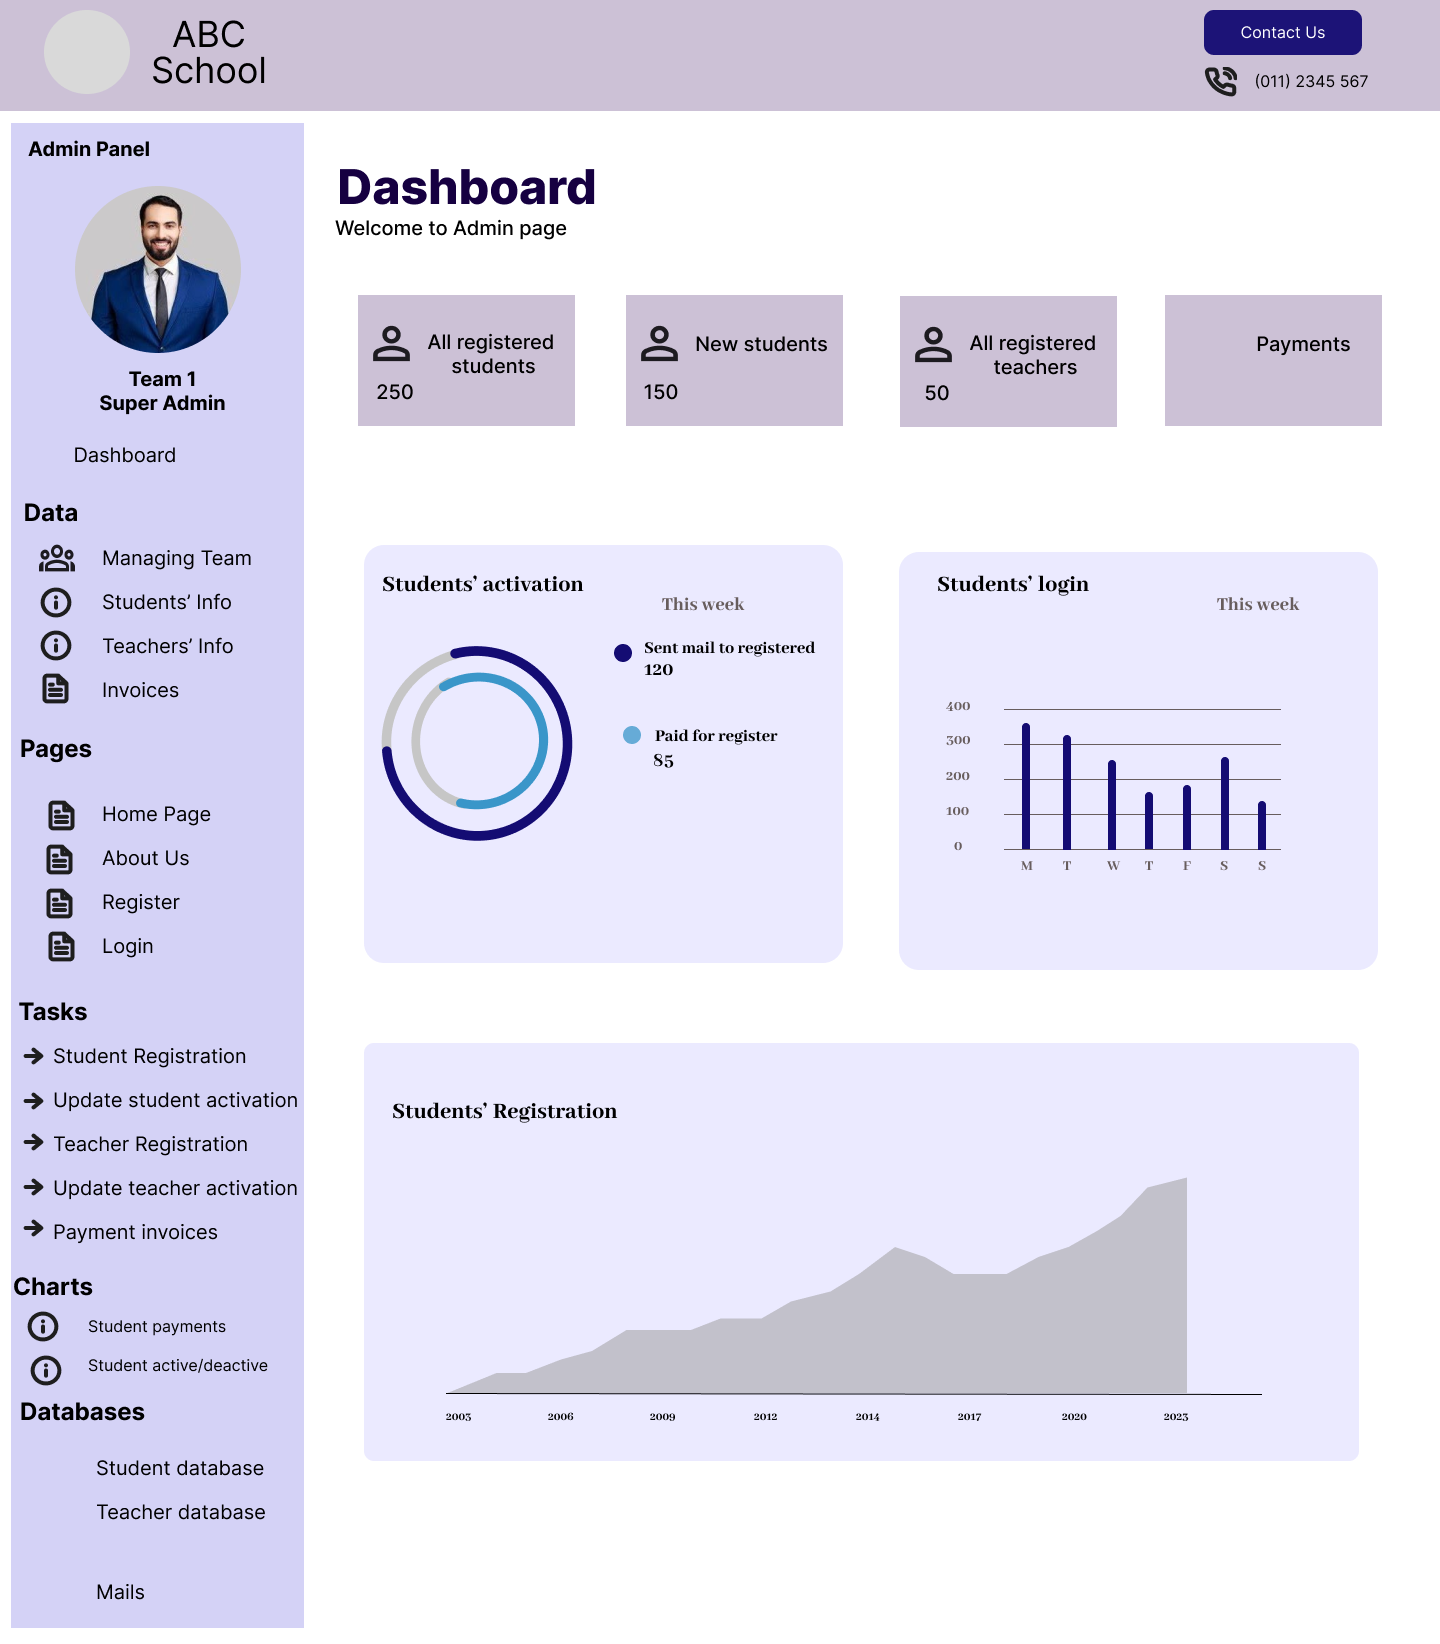 ABC
School
Contact Us
(011) 2345 567
Admin Panel
Team 1
Super Admin
Dashboard
Data
Managing Team
Students’ Info
Teachers’ Info
Invoices
Pages
Home Page
About Us
Register
Login
Tasks
Student Registration
Update student activation
Teacher Registration
Update teacher activation
Payment invoices
Charts
Student payments
Student active/deactive
Databases
Student database
Teacher database
Mails
Dashboard
Welcome to Admin page
All registered
students
250
New students
150
All registered
teachers
50
Payments
Students’ activation
This week
Sent mail to registered
120
Paid for register
85
Students’ login
This week
400
300
200
100
0
M T W T F S S
Students’ Registration
2003 2006 2009 2012 2014 2017 2020 2023